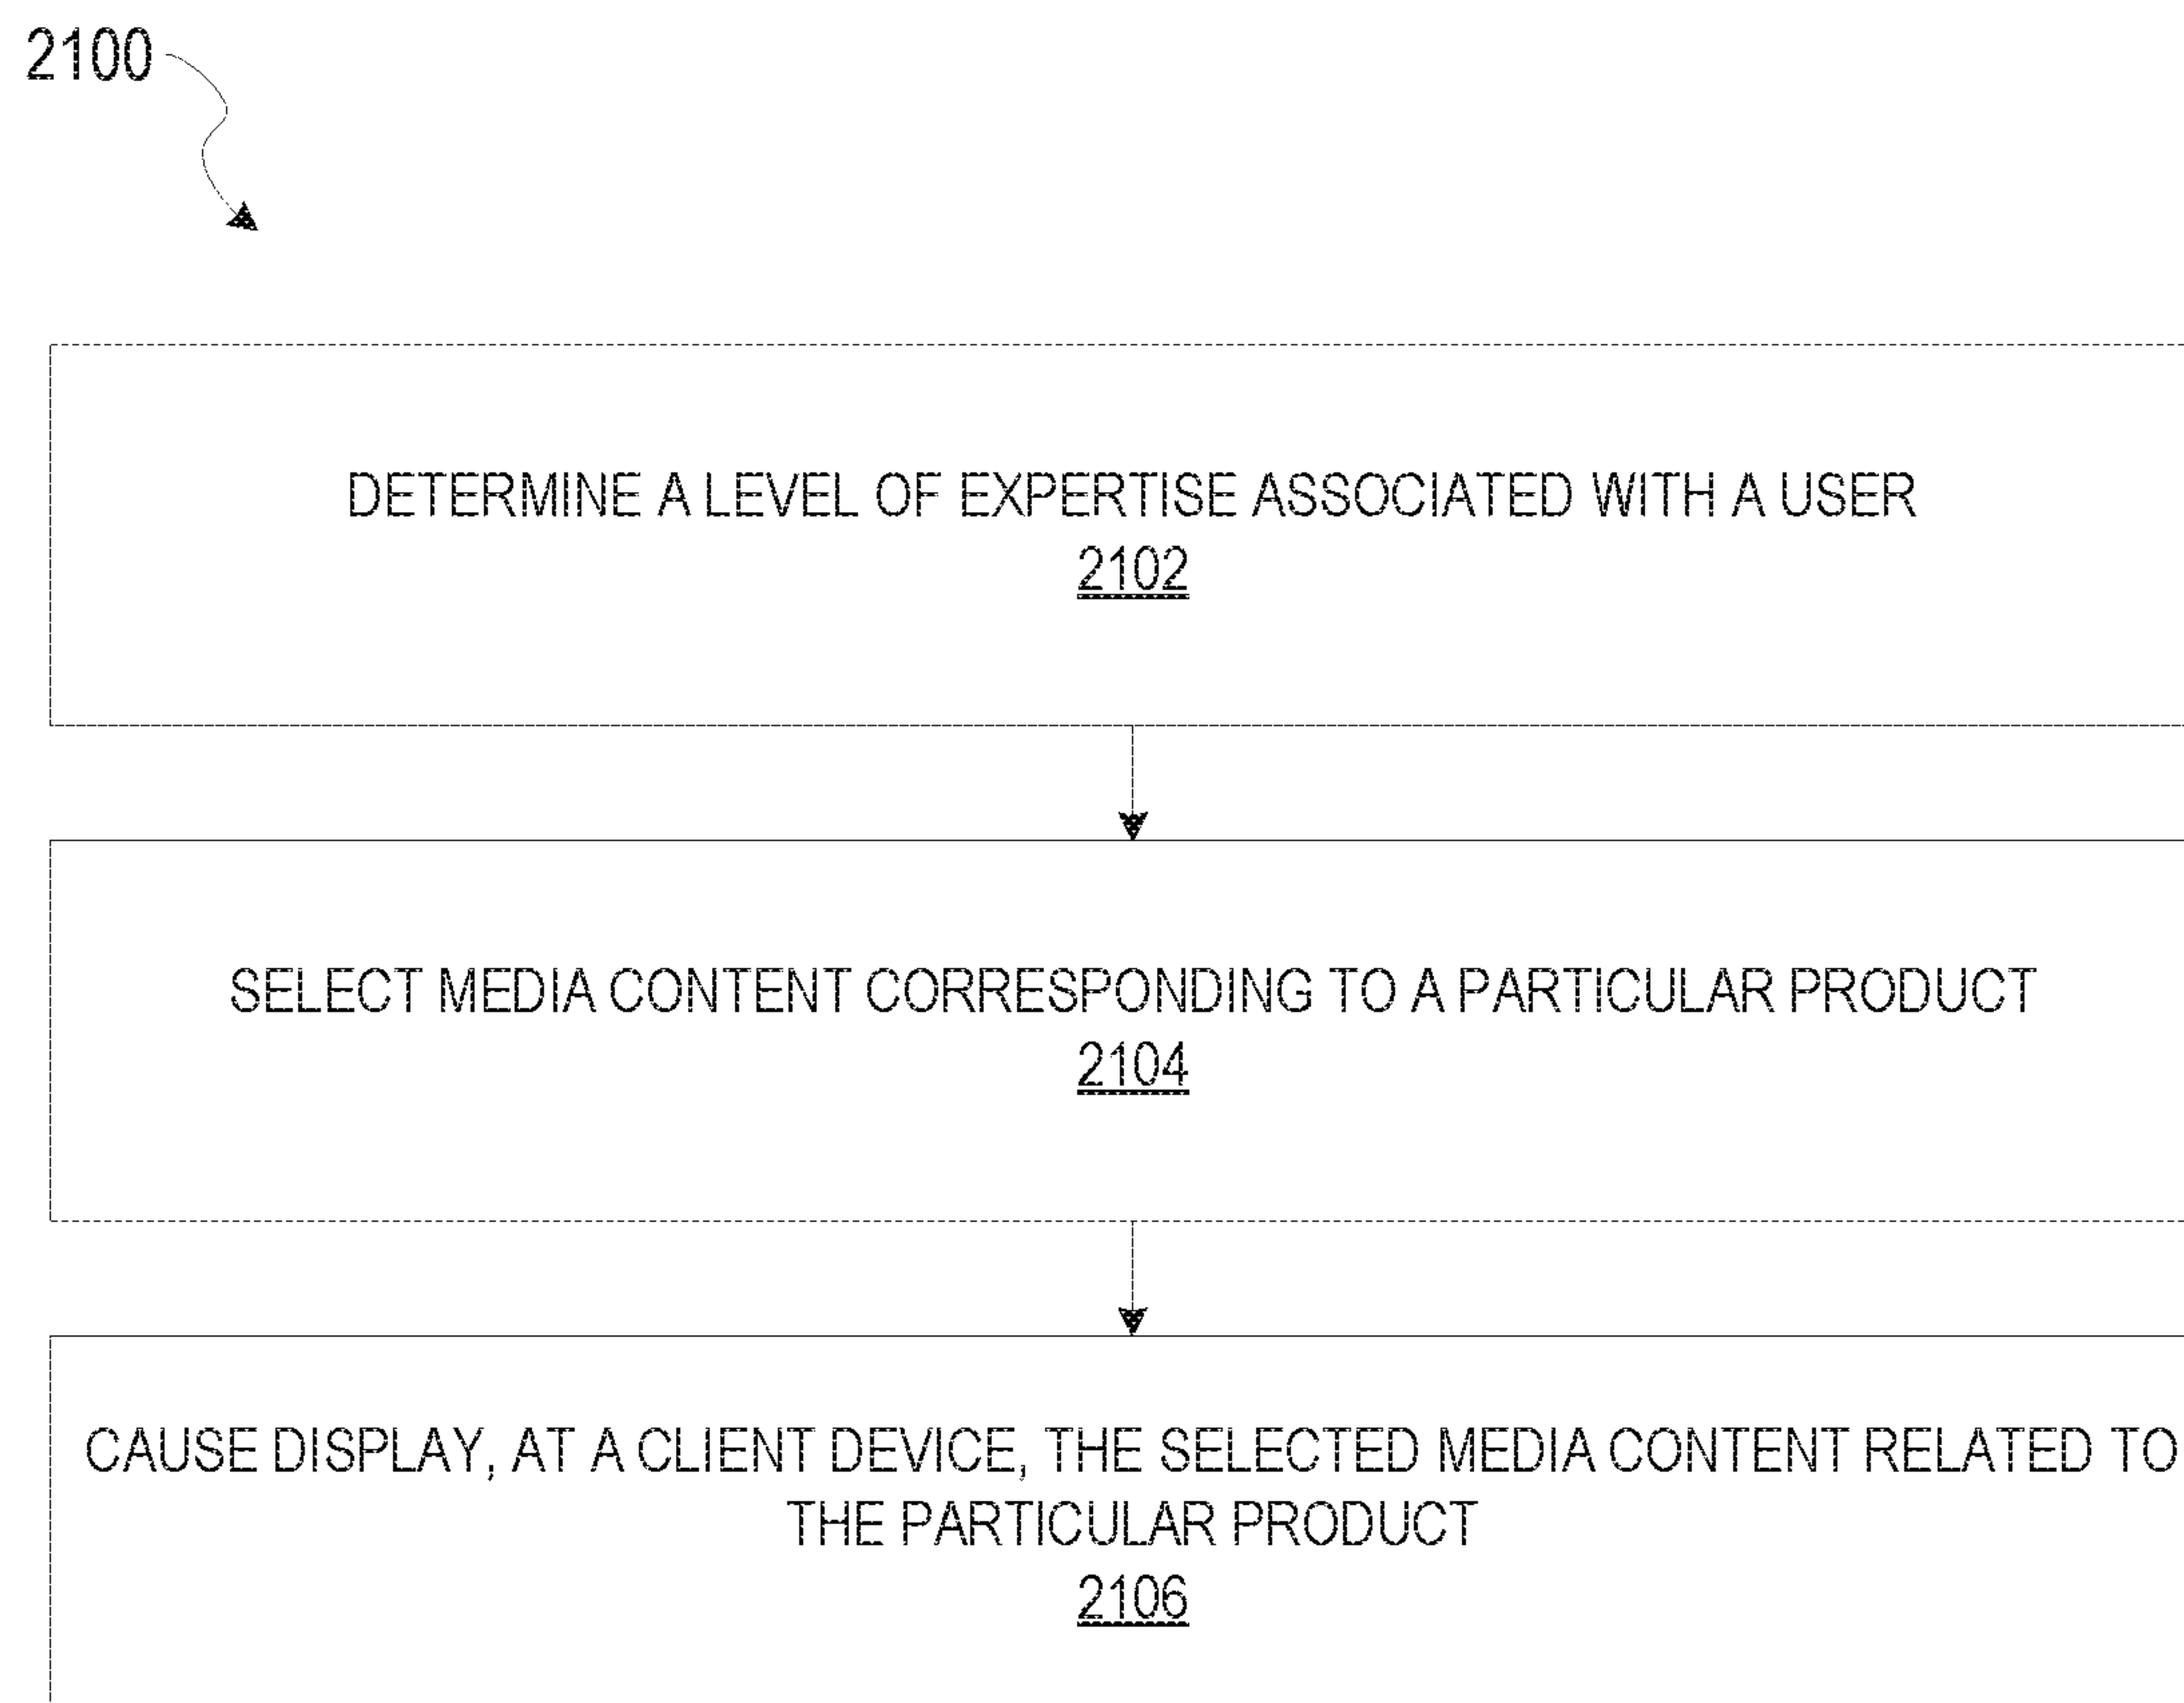 2100
DETERMINE A LEVEL OF EXPERTISE ASSOCIATED WITH A USER
2102
SELECT MEDIA CONTENT CORRESPONDING TO A PARTICULAR PRODUCT
2104
CAUSE DISPLAY, AT A CLIENT DEVICE, THE SELECTED MEDIA CONTENT RELATED TO
THE PARTICULAR PRODUCT
2106